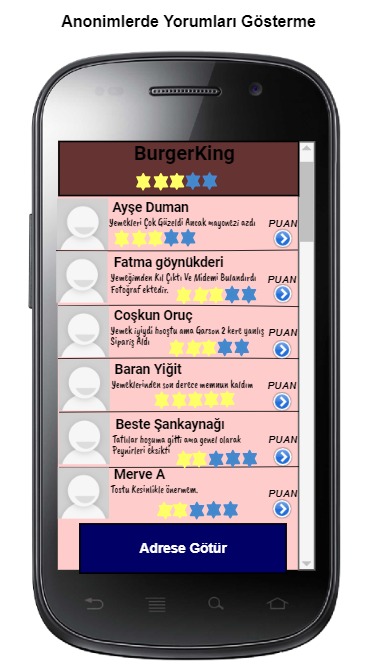 Anonimlerde Yorumları Gösterme
BurgerKing
Ayşe Duman
Yemekleri Çok Güzeldi Ancak mayonezi azdı
PUAN
Fatma göynükderi
Yemeğimden Kıl Çıktı Ve Midemi Bulandırdı
Fotoğraf ektedir.
PUAN
Coşkun Oruç
Yemek iyiydi hooştu ama Garson 2 kere yanlış
Sipariş Aldı
PUAN
Baran Yiğit
Yemeklerinden son derece memnun kaldım
PUAN
Beste Şankaynağı
Tatlılar hoşuma gitti ama genel olarak
Peynirleri Eksikti
PUAN
Merve A
Tostu Kesinlikle önermem.
PUAN
Adrese Götür